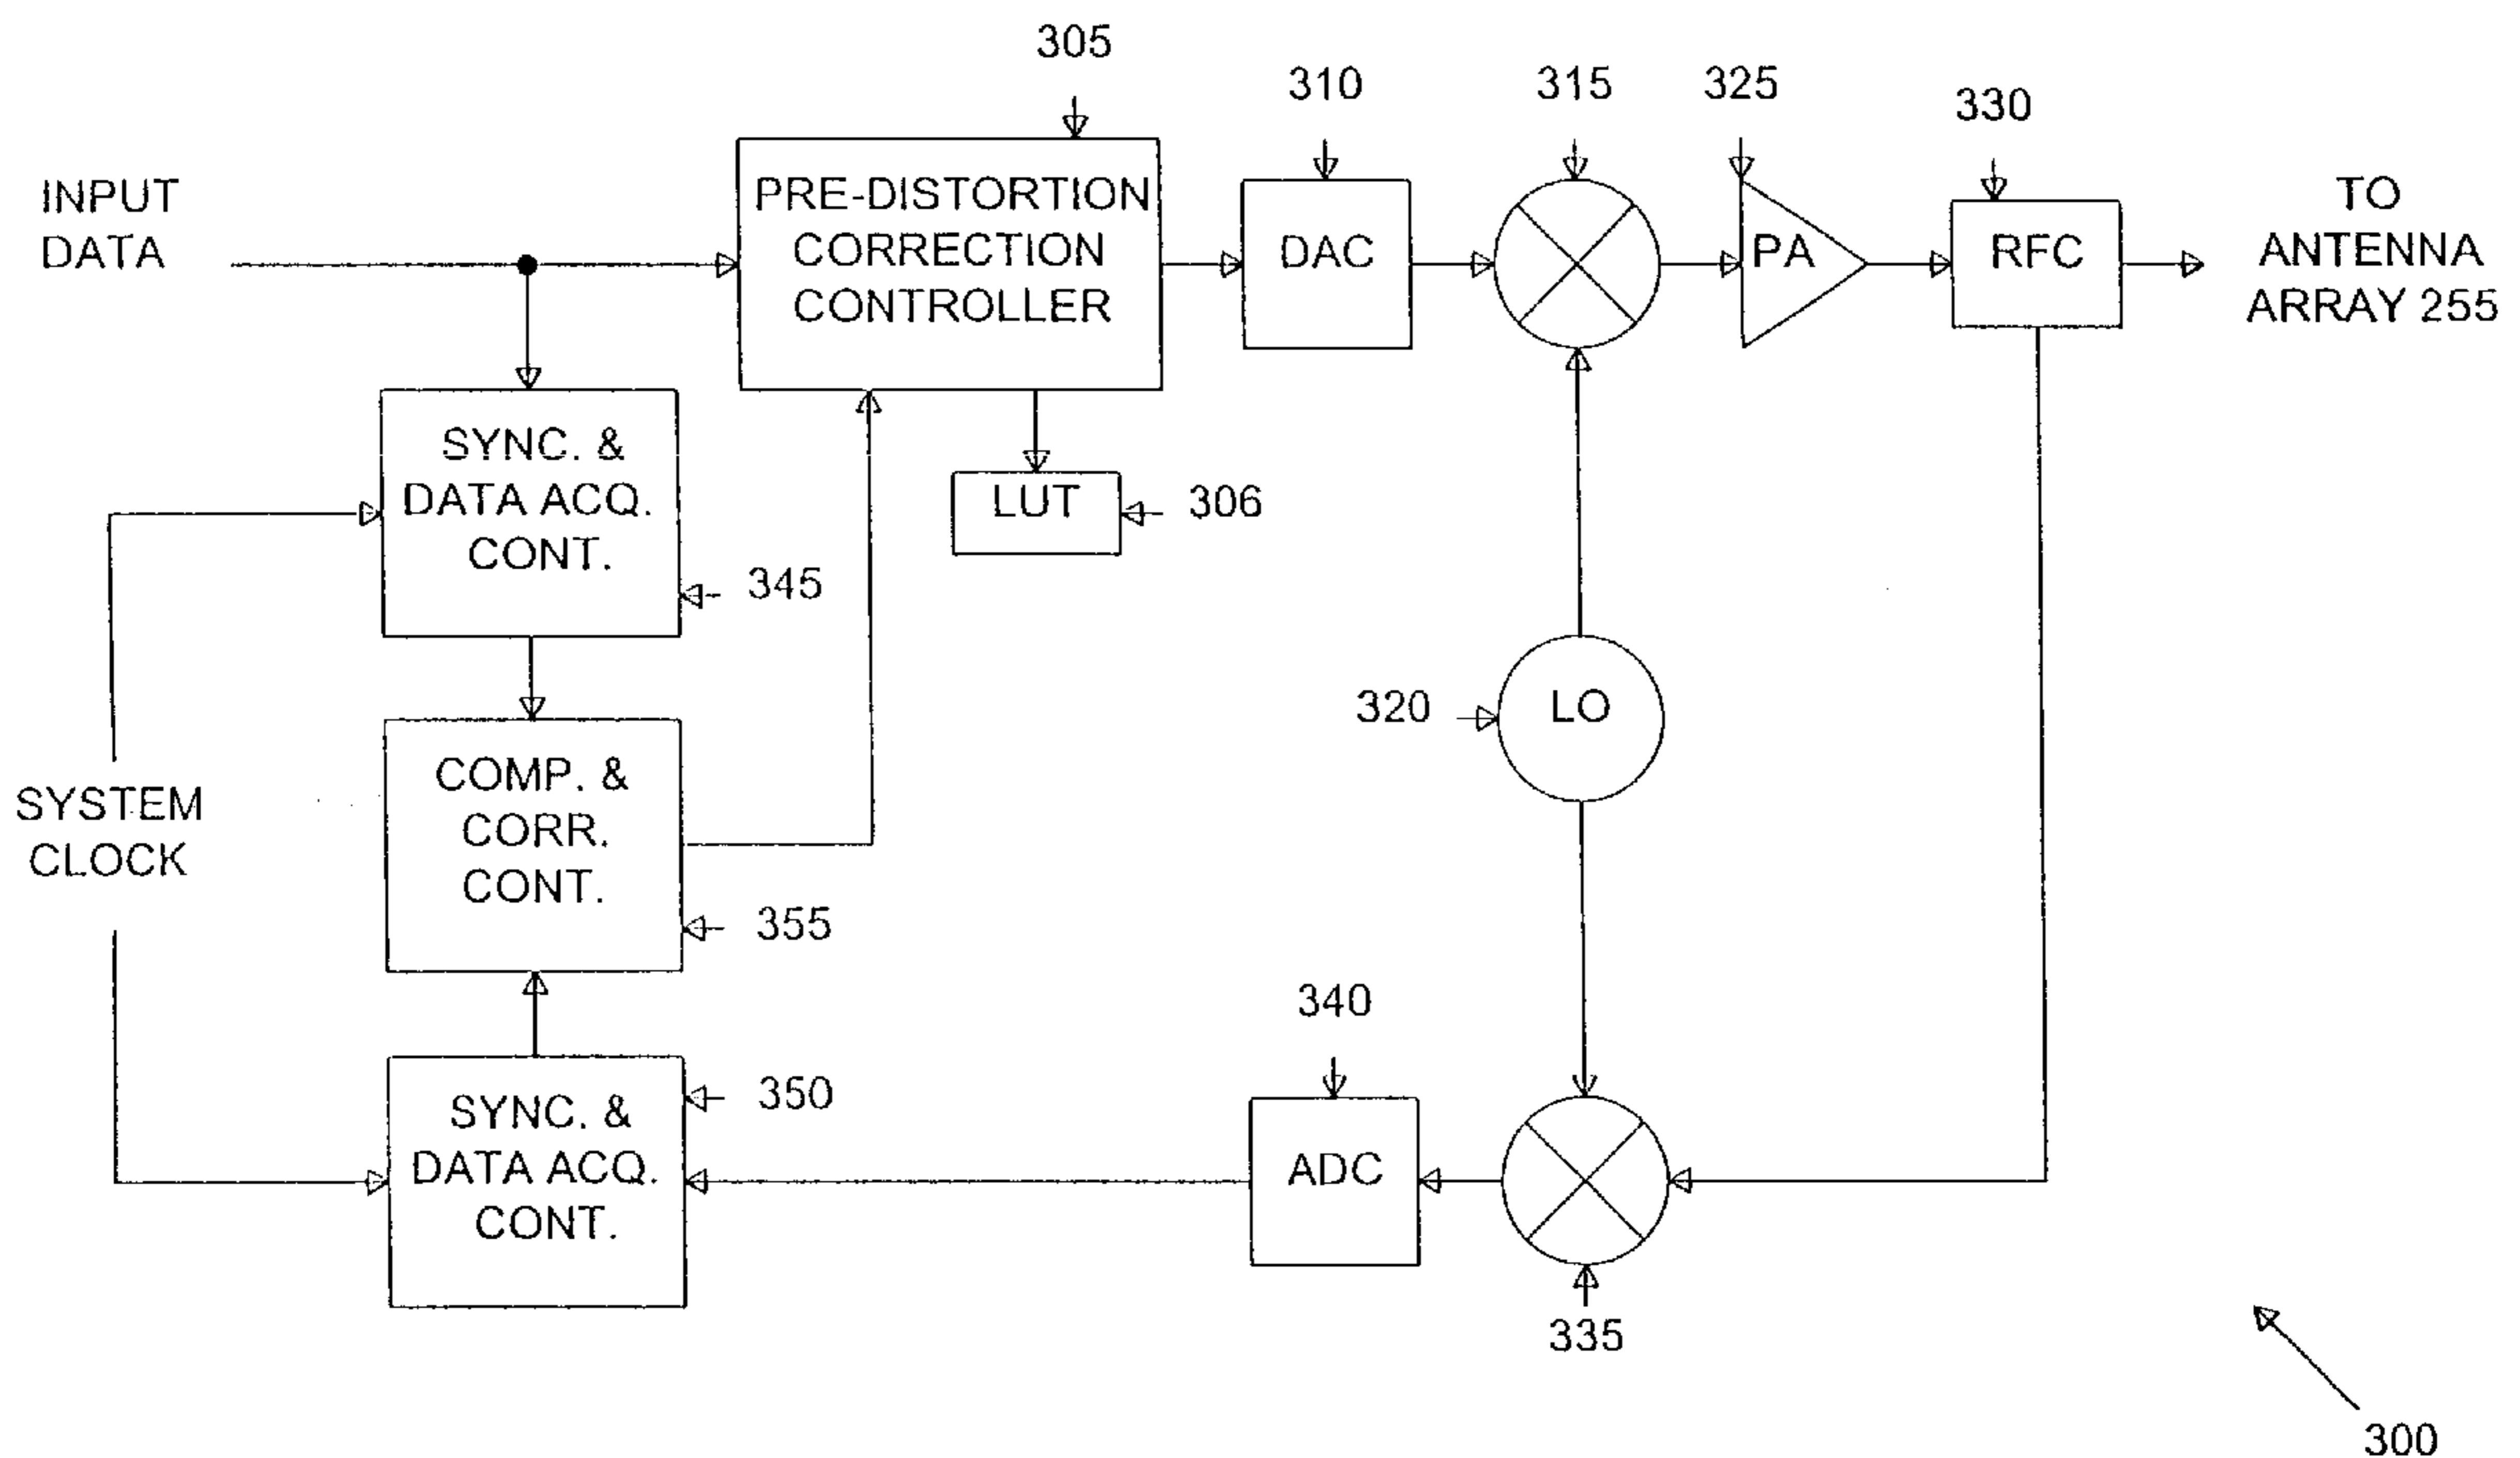 305
310
315
325
330
INPUT
DATA
PRE-DISTORTION
CORRECTION
CONTROLLER
DAC
PA
RFC
TO
ANTENNA
ARRAY 255
SYNC. &
DATA ACQ.
CONT.
345
LUT
306
320
LO
SYSTEM
CLOCK
COMP. &
CORR.
CONT.
355
340
SYNC. &
DATA ACQ.
CONT.
350
ADC
335
300